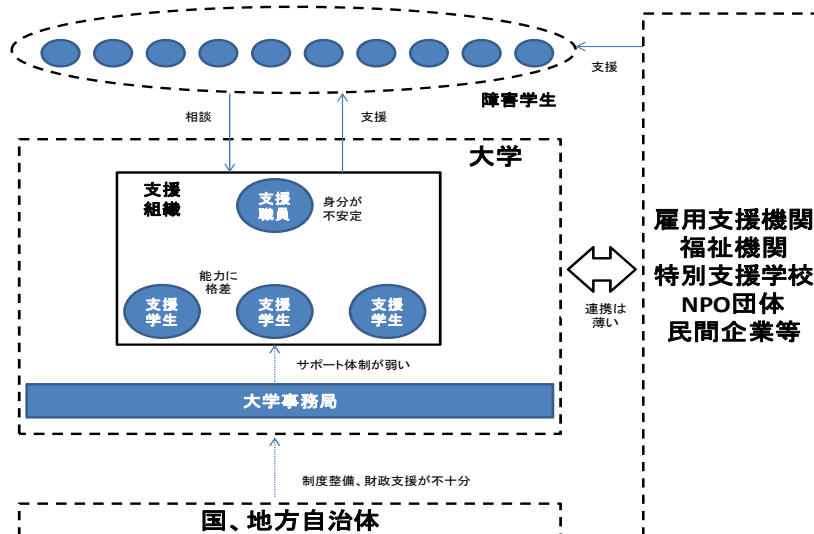 支援
障害学生
相談
支援
大学
支援
組織
支援
職員
身分が
不安定
能力に
格差
支援
学生
支援
学生
支援
学生
サポート体制が弱い
大学事務局
連携は
薄い
雇用支援機関
福祉機関
特別支援学校
NPO団体
民間企業等
制度整備、財政支援が不十分
国、地方自治体